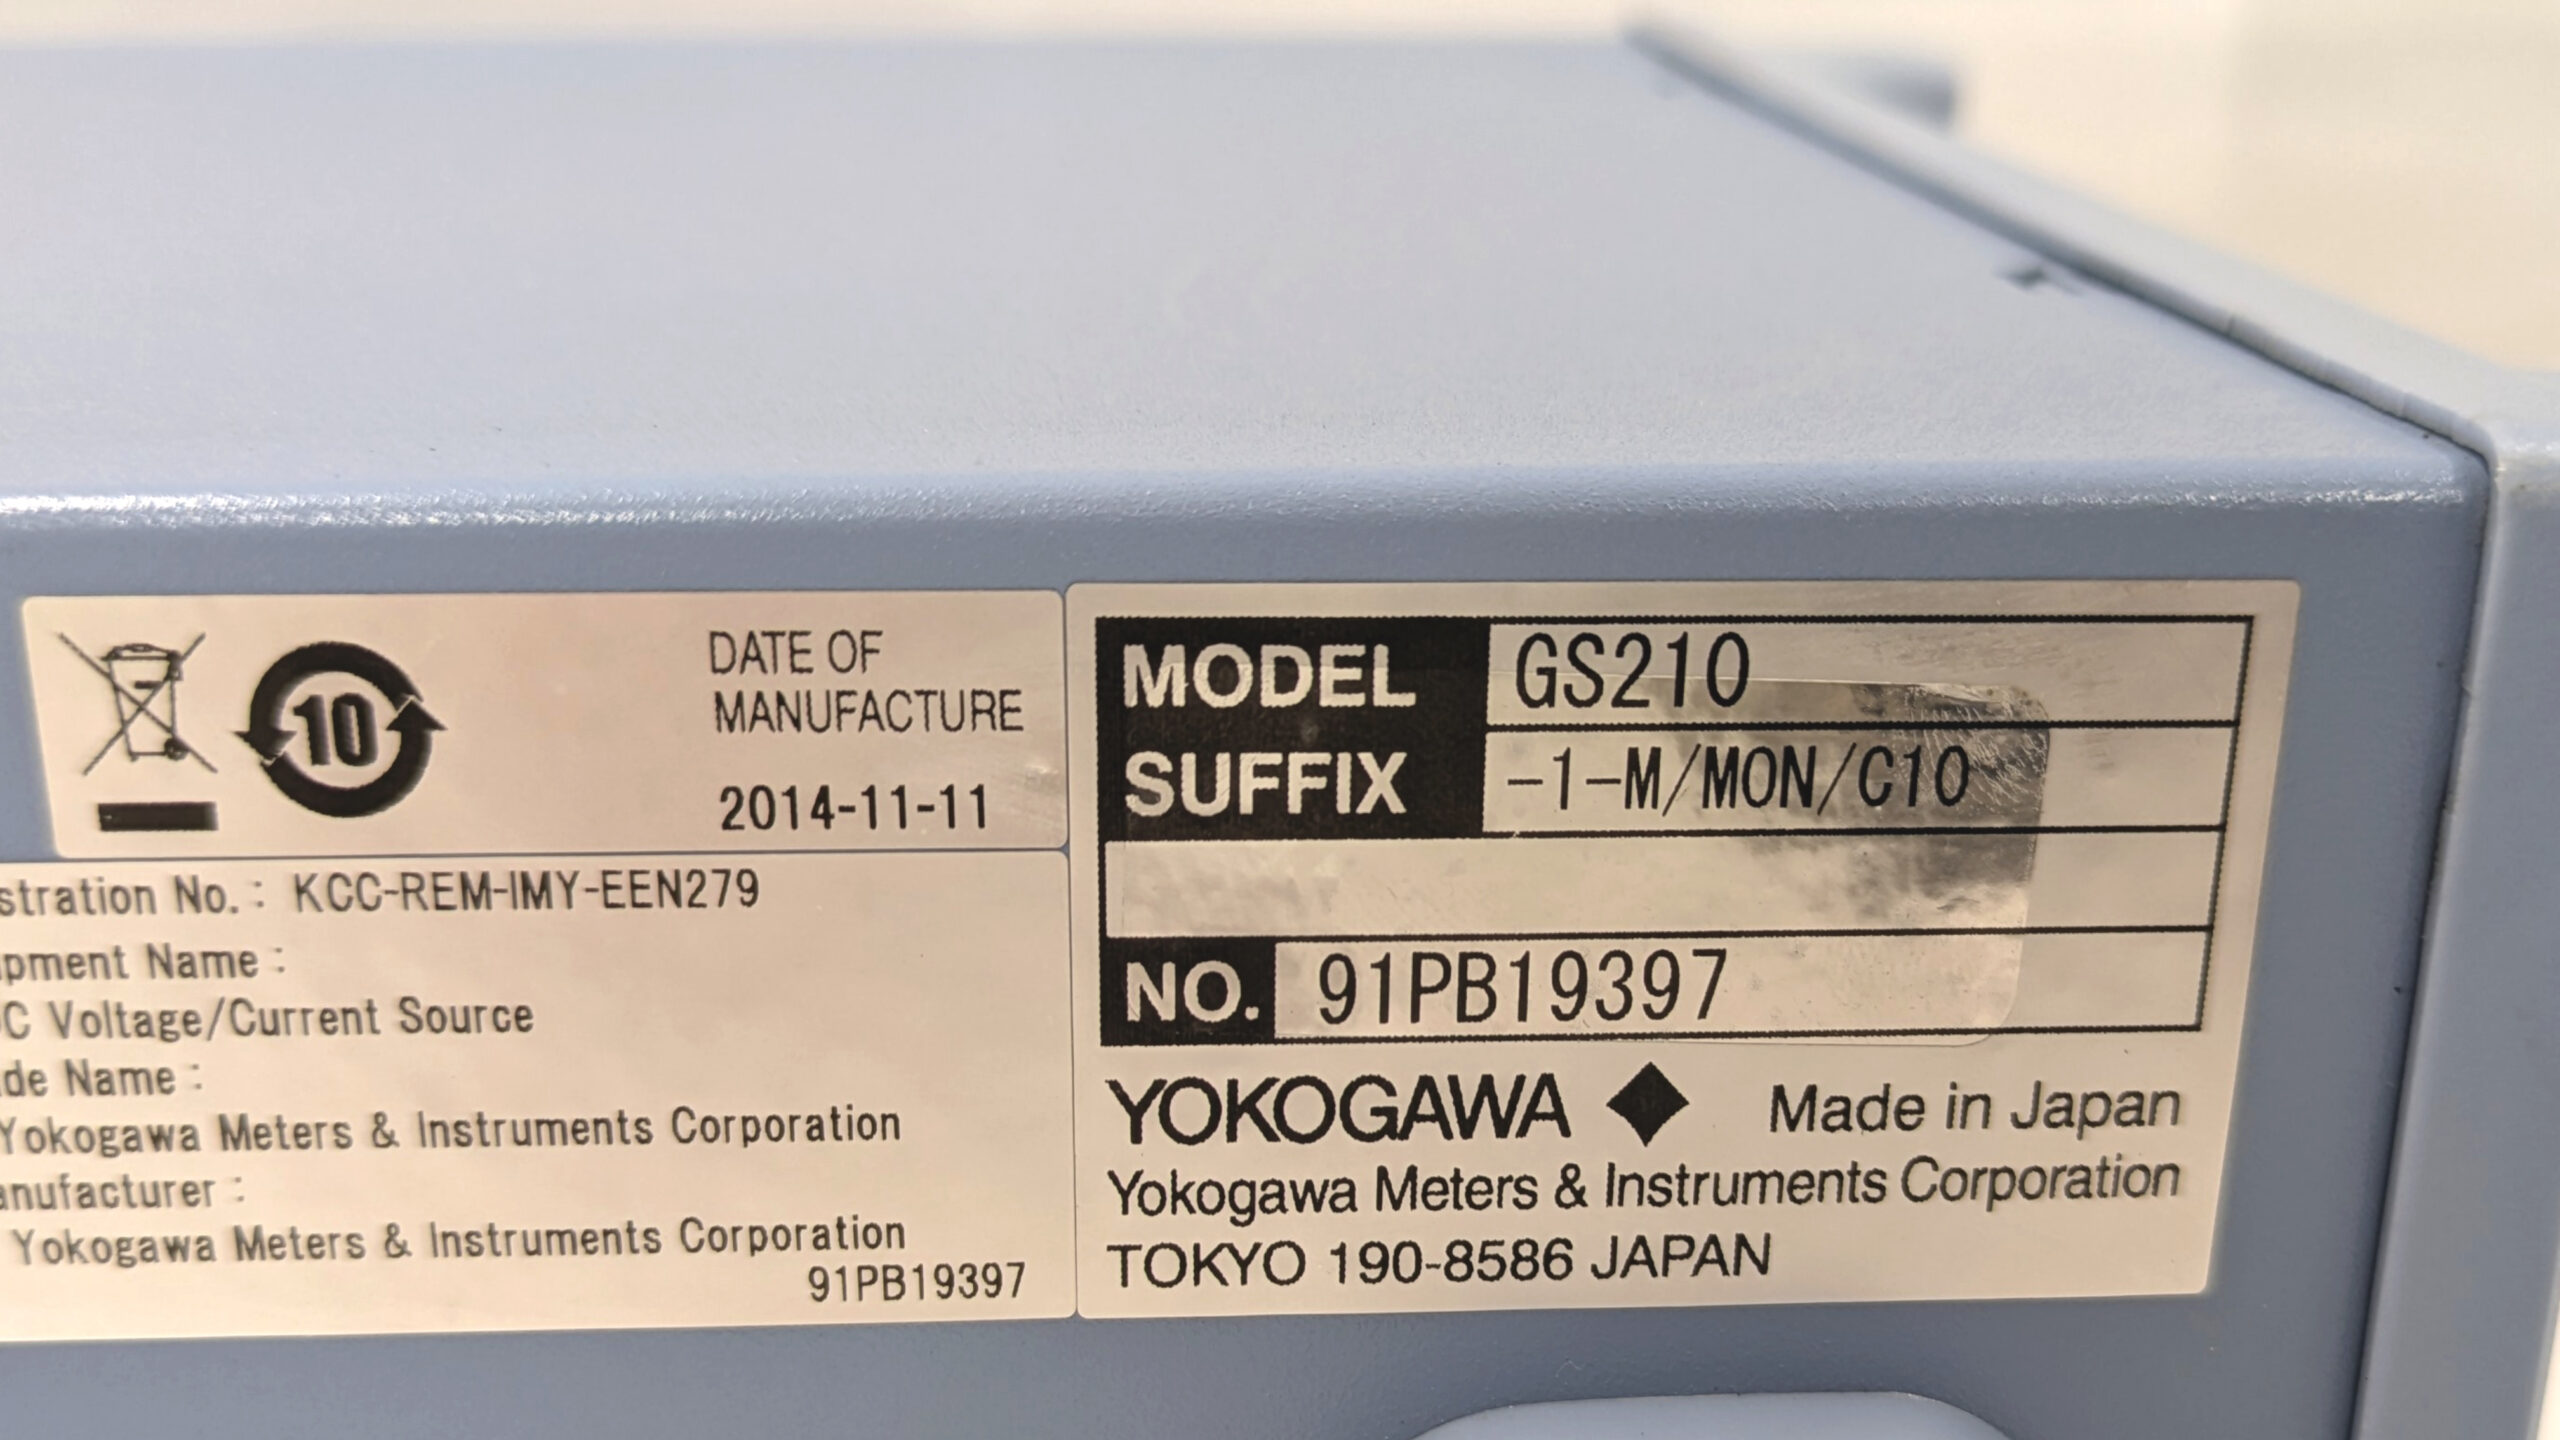 10
DATE OF
MANUFACTURE
2014-11-11
stration No. : KCC-REM-IMY-EEN279
pment Name :
C Voltage/Current Source
de Name :
Yokogawa Meters & Instruments Corporation
anufacturer :
Yokogawa Meters & Instruments Corporation
91PB19397
MODEL GS210
SUFFIX -1-M/MON/C10
NO. 91PB19397
YOKOGAWA ◆ Made in Japan
Yokogawa Meters & Instruments Corporation
TOKYO 190-8586 JAPAN